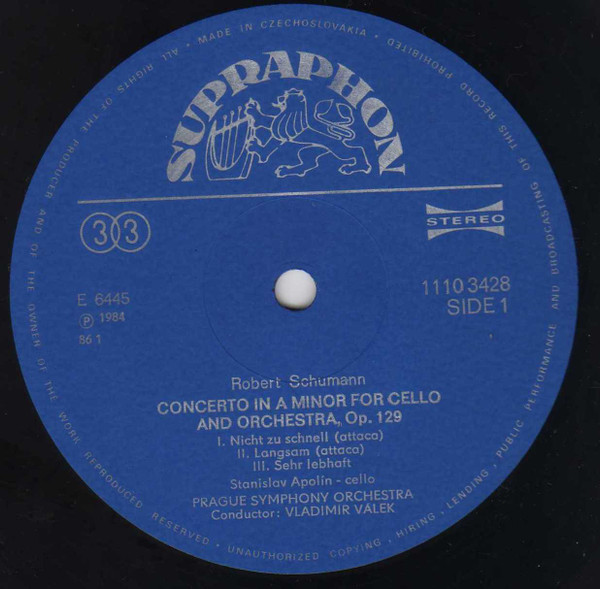 ALL RIGHTS OF THE PRODUCER AND OF THE OWNER OF THE WORK REPRODUCED RESERVED • UNAUTHORIZED COPYING, HIRING, LENDING, PUBLIC PERFORMANCE AND BROADCASTING OF THIS RECORD PROHIBITED • MADE IN CZECHOSLOVAKIA •
SUPRAPHON
33
STEREO
E 6445
℗ 1984
86 1
1110 3428
SIDE 1
Robert Schumann
CONCERTO IN A MINOR FOR CELLO
AND ORCHESTRA, Op. 129
I. Nicht zu schnell (attaca)
II. Langsam (attaca)
III. Sehr lebhaft
Stanislav Apolín - cello
PRAGUE SYMPHONY ORCHESTRA
Conductor: VLADIMÍR VÁLEK